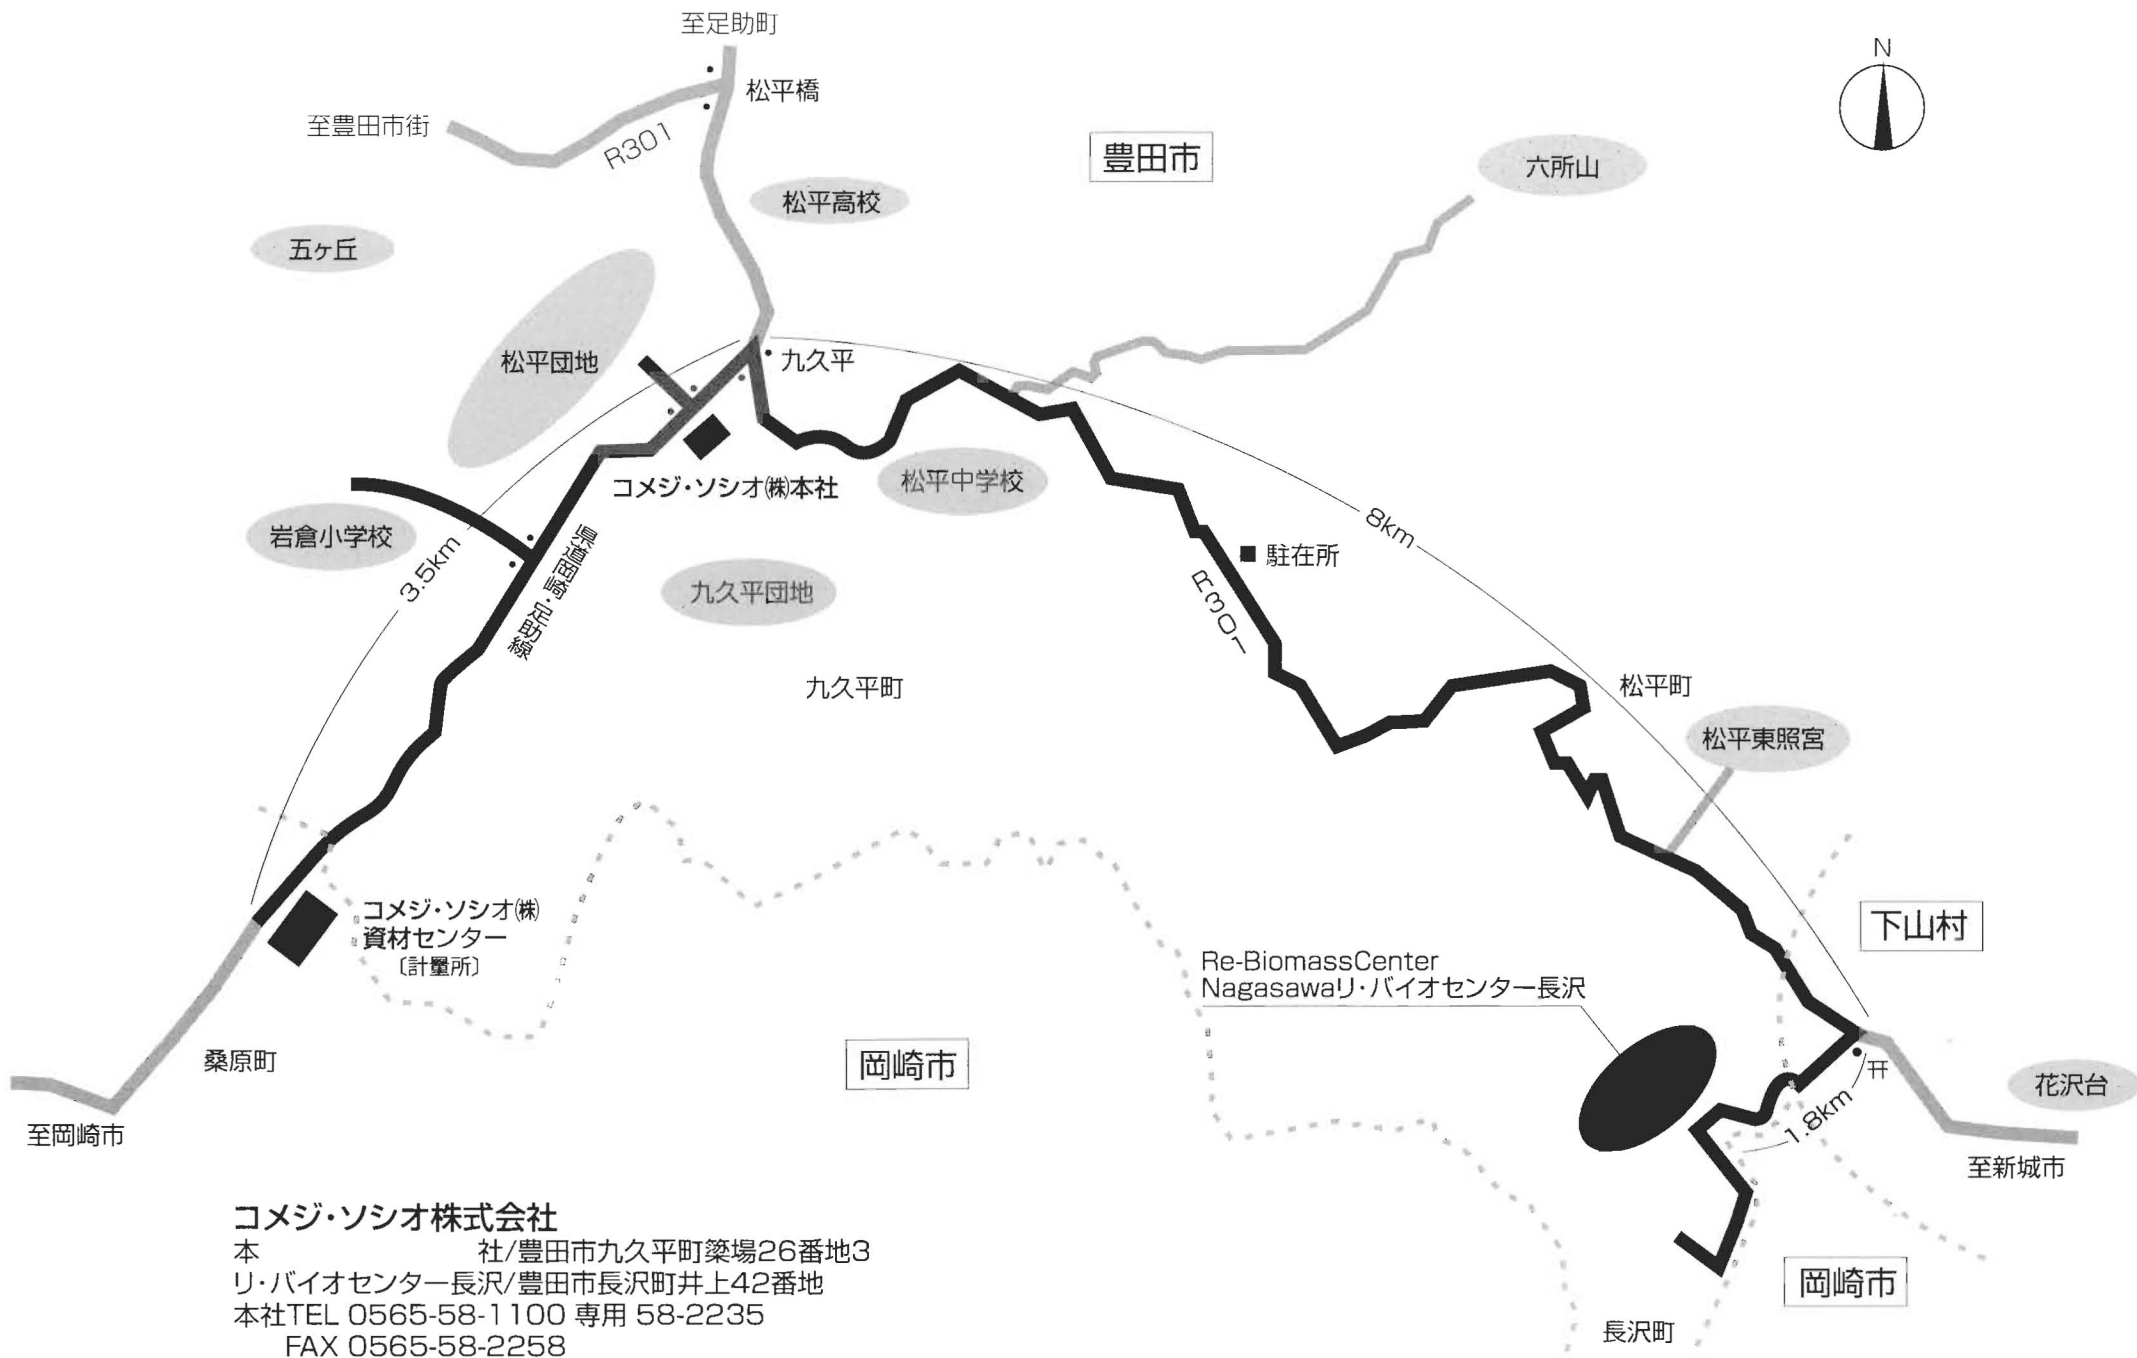 至足助町
松平橋
至豊田市街
R301
N
豊田市
六所山
松平高校
五ヶ丘
松平団地
九久平
コメジ・ソシオ㈱本社
松平中学校
岩倉小学校
3.5km
県道岡崎・足助線
九久平団地
8km
駐在所
R301
九久平町
松平町
松平東照宮
コメジ・ソシオ㈱
資材センター
〔計量所〕
下山村
Re-BiomassCenter
Nagasawaリ・バイオセンター長沢
桑原町
岡崎市
花沢台
1.8km
至岡崎市
至新城市
岡崎市
長沢町
コメジ・ソシオ株式会社
本　　　　　　社/豊田市九久平町簗場26番地3
リ・バイオセンター長沢/豊田市長沢町井上42番地
本社TEL 0565-58-1100 専用 58-2235
FAX 0565-58-2258